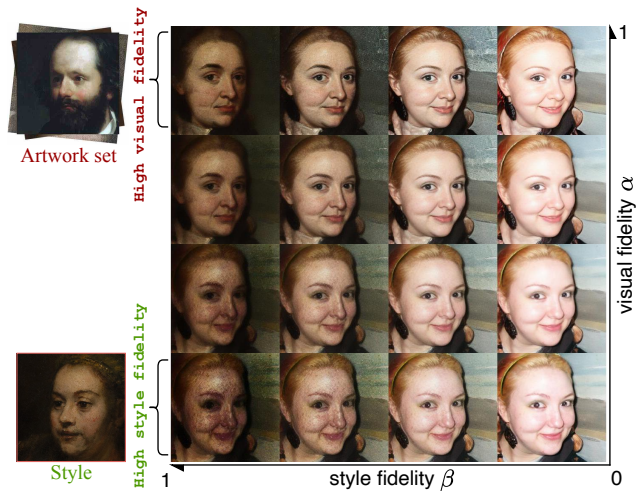 Artwork set
High visual fidelity
High style fidelity
Style
1
visual fidelity α
1
style fidelity β
0